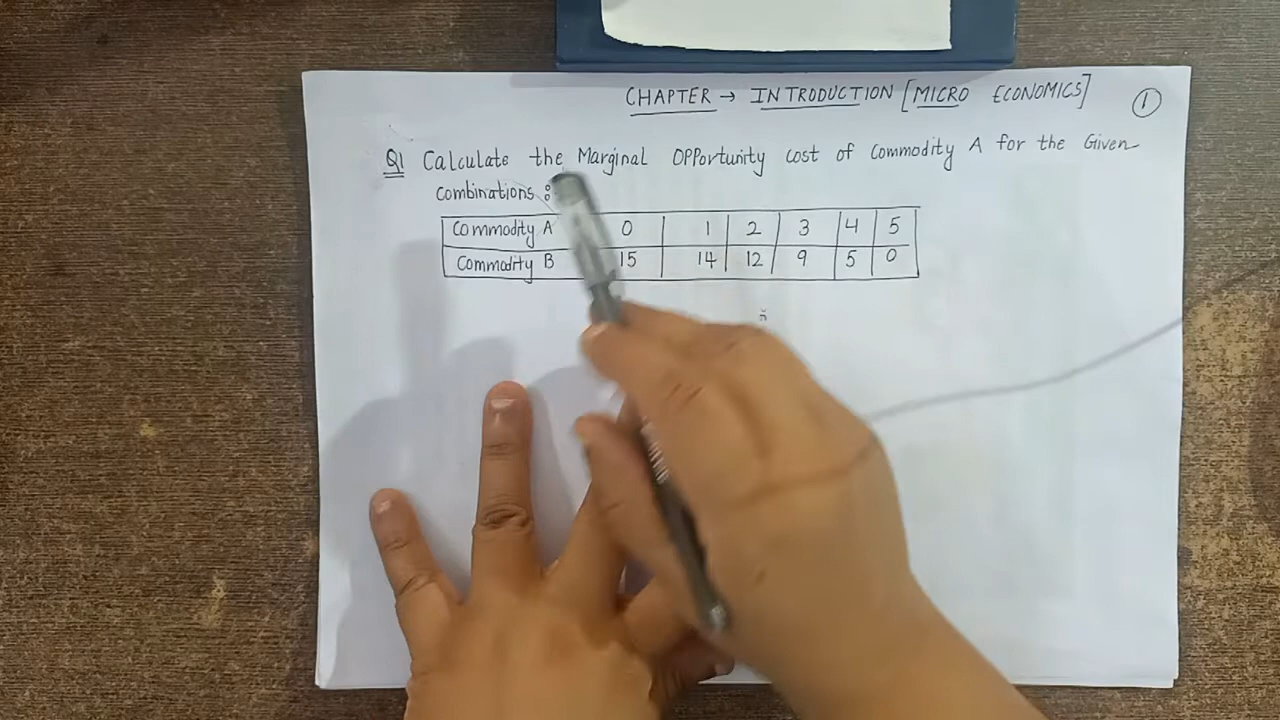 CHAPTER → INTRODUCTION [MICRO ECONOMICS] 1
Q1 Calculate the Marginal Opportunity cost of Commodity A for the Given
Combinations :
Commodity A 0 1 2 3 4 5
Commodity B 15 14 12 9 5 0